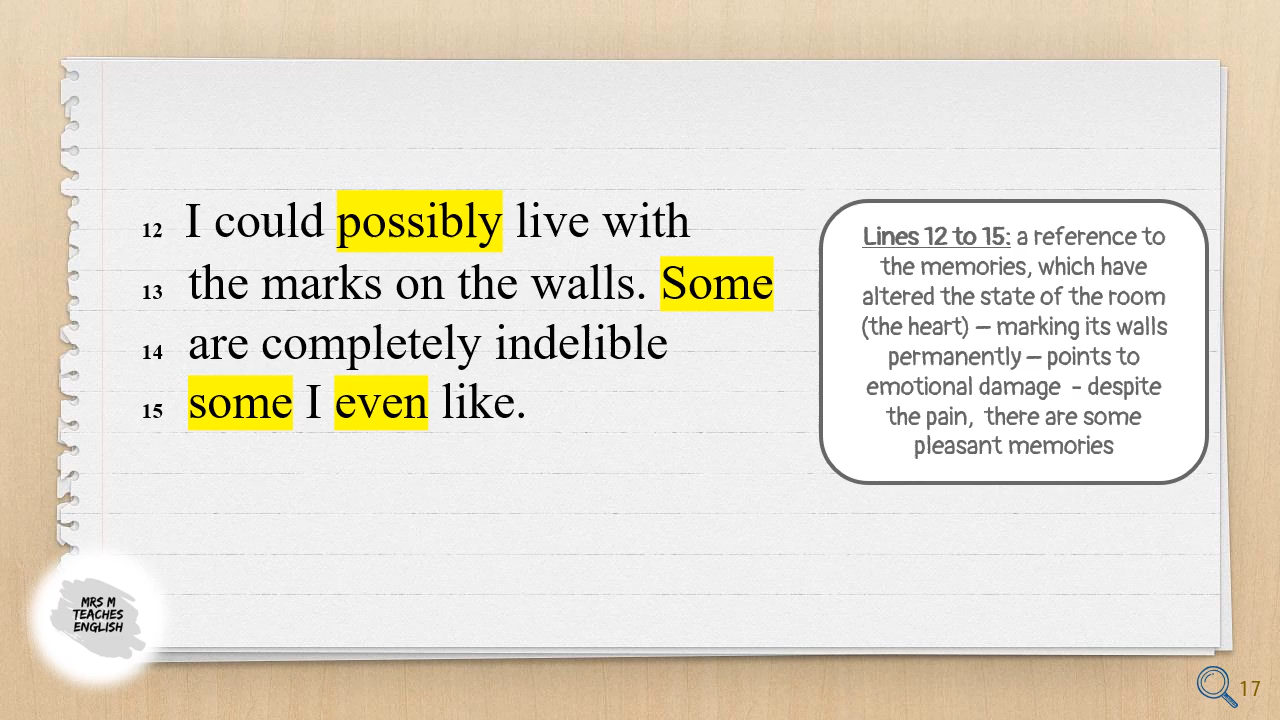 12 I could possibly live with
13 the marks on the walls. Some
14 are completely indelible
15 some I even like.
Lines 12 to 15: a reference to
the memories, which have
altered the state of the room
(the heart) – marking its walls
permanently – points to
emotional damage - despite
the pain, there are some
pleasant memories
MRS M
TEACHES
ENGLISH
17